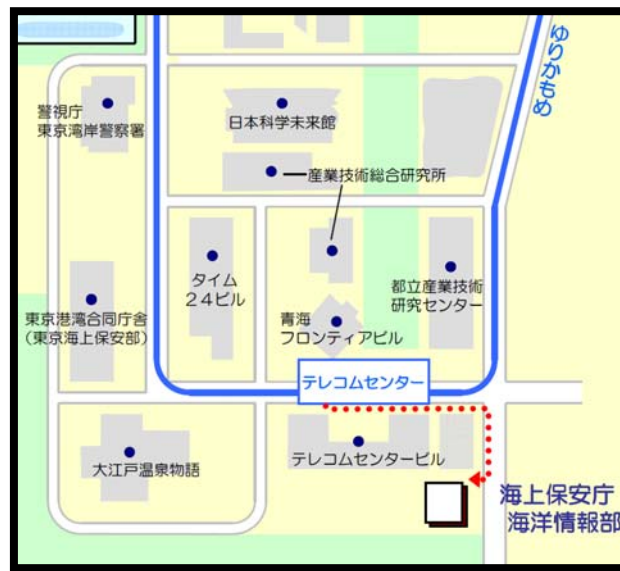 ゆりかもめ
警視庁
東京湾岸警察署
日本科学未来館
産業技術総合研究所
タイム
２４ビル
都立産業技術
研究センター
東京港湾合同庁舎
（東京海上保安部）
青海
フロンティアビル
テレコムセンター
大江戸温泉物語
テレコムセンタービル
海上保安庁
海洋情報部